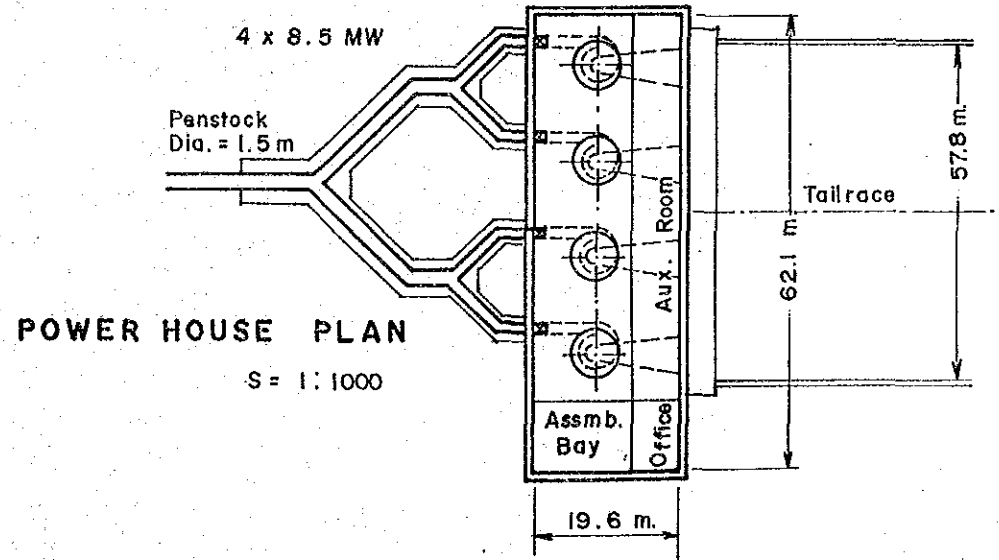 4 x 8.5 MW
Penstock
Dia. = 1.5 m
POWER HOUSE PLAN
S = 1:1000
Aux. Room
Assmb.
Bay
Office
Tailrace
57.8 m.
62.1 m.
19.6 m.